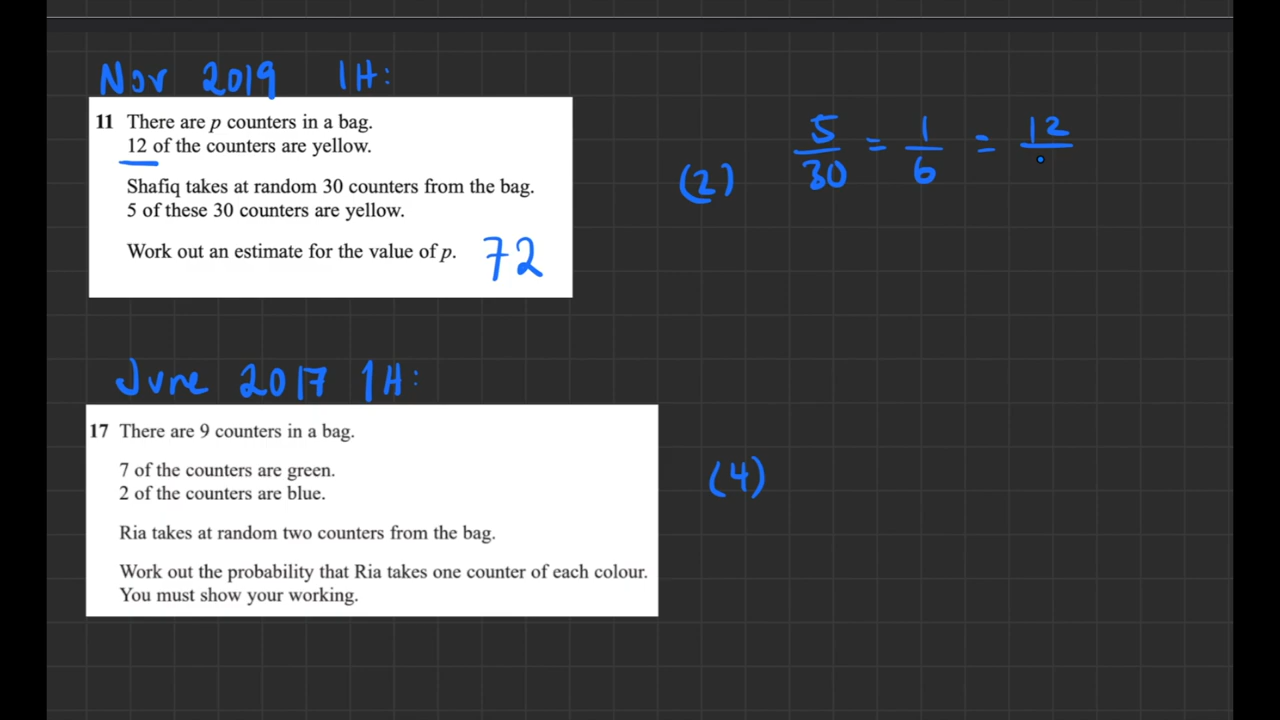 Nov 2019 1H:
11 There are p counters in a bag.
12 of the counters are yellow.
Shafiq takes at random 30 counters from the bag.
5 of these 30 counters are yellow.
Work out an estimate for the value of p. 72
(2) 5/30 = 1/6 = 12/
June 2017 1H:
17 There are 9 counters in a bag.
7 of the counters are green.
2 of the counters are blue.
Ria takes at random two counters from the bag.
Work out the probability that Ria takes one counter of each colour.
You must show your working.
(4)